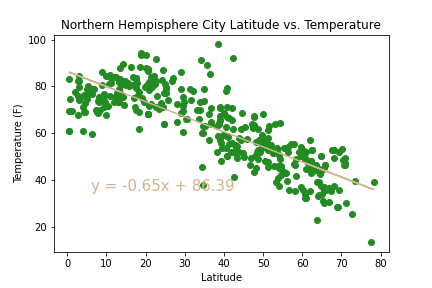 Northern Hempisphere City Latitude vs. Temperature
100
80
60
40
20
Temperature (F)
y = -0.65x + 86.39
0 10 20 30 40 50 60 70 80
Latitude